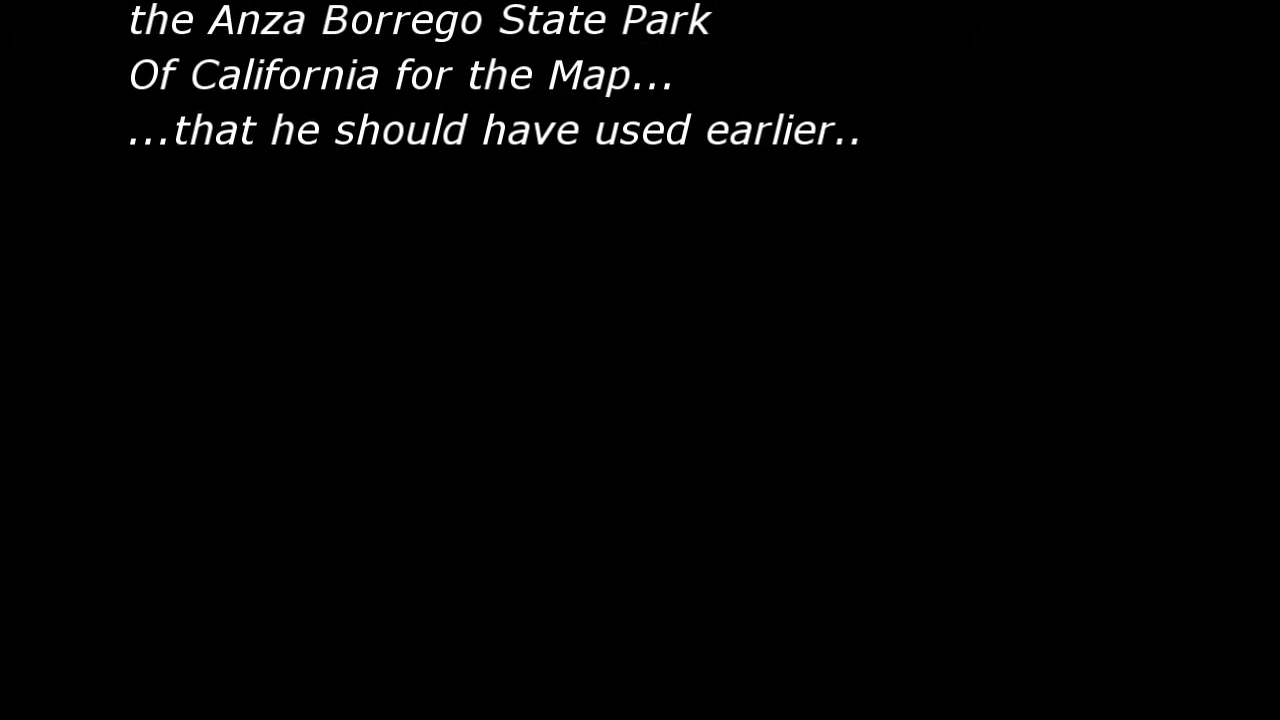 the Anza Borrego State Park
Of California for the Map...
...that he should have used earlier..